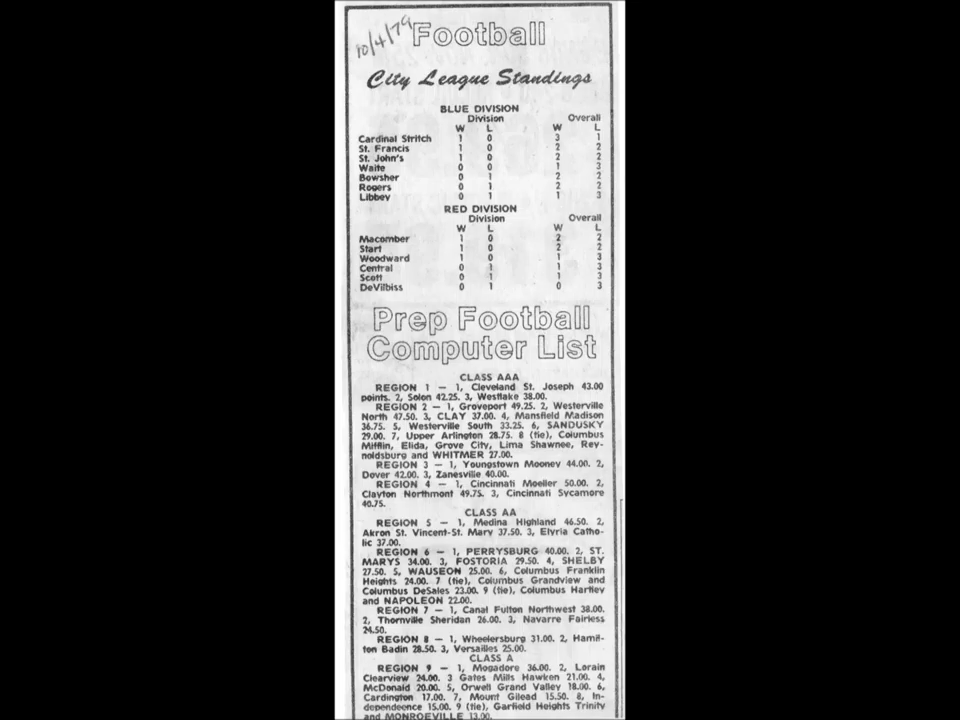 10/4/79
Football
City League Standings
BLUE DIVISION
Division Overall
W L W L
Cardinal Stritch 1 0 3 1
St. Francis 1 0 2 2
St. John's 1 0 2 2
Waite 0 0 1 3
Bowsher 0 1 2 2
Rogers 0 1 2 2
Libbey 0 1 1 3
RED DIVISION
Division Overall
W L W L
Macomber 1 0 2 2
Start 1 0 2 2
Woodward 1 0 1 3
Central 0 1 1 3
Scott 0 1 1 3
DeVilbiss 0 1 0 3
Prep Football
Computer List
CLASS AAA
REGION 1 — 1, Cleveland St. Joseph 43.00
points. 2, Solon 42.25. 3, Westlake 38.00.
REGION 2 — 1, Groveport 49.25. 2, Westerville
North 47.50. 3, CLAY 37.00. 4, Mansfield Madison
36.75. 5, Westerville South 33.25. 6, SANDUSKY
29.00. 7, Upper Arlington 28.75. 8 (tie), Columbus
Mifflin, Elida, Grove City, Lima Shawnee, Rey-
noldsburg and WHITMER 27.00.
REGION 3 — 1, Youngstown Mooney 44.00. 2,
Dover 42.00. 3, Zanesville 40.00.
REGION 4 — 1, Cincinnati Moeller 50.00. 2,
Clayton Northmont 49.75. 3, Cincinnati Sycamore
40.75.
CLASS AA
REGION 5 — 1, Medina Highland 46.50. 2,
Akron St. Vincent-St. Mary 37.50. 3, Elyria Catho-
lic 37.00.
REGION 6 — 1, PERRYSBURG 40.00. 2, ST.
MARYS 34.00. 3, FOSTORIA 29.50. 4, SHELBY
27.50. 5, WAUSEON 25.00. 6, Columbus Franklin
Heights 24.00. 7 (tie), Columbus Grandview and
Columbus DeSales 23.00. 9 (tie), Columbus Hartley
and NAPOLEON 22.00.
REGION 7 — 1, Canal Fulton Northwest 38.00.
2, Thornville Sheridan 26.00. 3, Navarre Fairless
24.50.
REGION 8 — 1, Wheelersburg 31.00. 2, Hamil-
ton Badin 28.50. 3, Versailles 25.00.
CLASS A
REGION 9 — 1, Mogadore 36.00. 2, Lorain
Clearview 24.00. 3 Gates Mills Hawken 21.00. 4,
McDonald 20.00. 5, Orwell Grand Valley 18.00. 6,
Cardington 17.00. 7, Mount Gilead 15.50. 8, In-
dependence 15.00. 9 (tie), Garfield Heights Trinity
and MONROEVILLE 13.00.